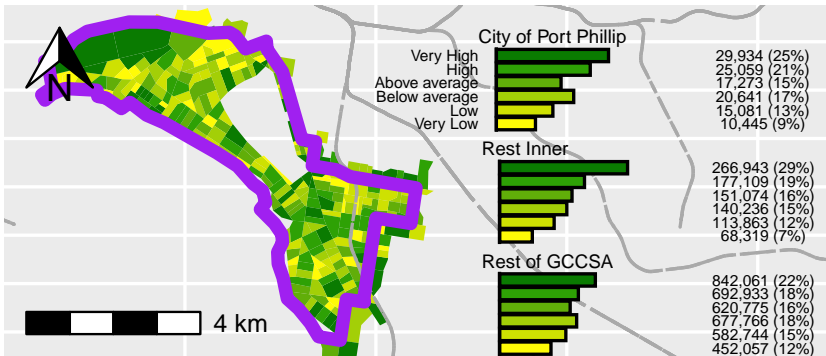 City of Port Phillip
Very High 29,934 (25%)
High 25,059 (21%)
Above average 17,273 (15%)
Below average 20,641 (17%)
Low 15,081 (13%)
Very Low 10,445 (9%)
Rest Inner
266,943 (29%)
177,109 (19%)
151,074 (16%)
140,236 (15%)
113,863 (12%)
68,319 (7%)
Rest of GCCSA
842,061 (22%)
692,933 (18%)
620,775 (16%)
677,766 (18%)
582,744 (15%)
452,057 (12%)
N
4 km